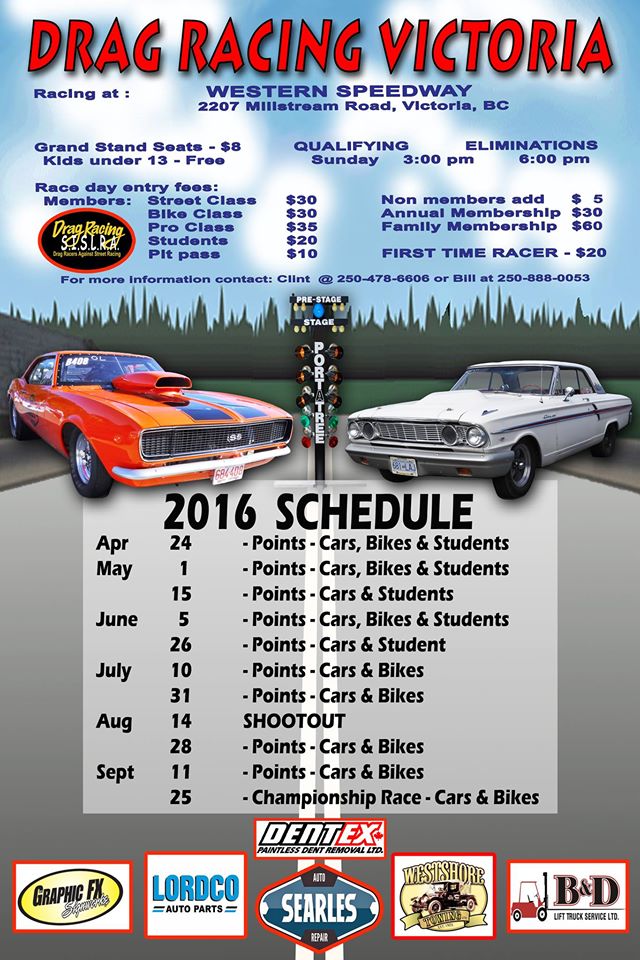 DRAG RACING VICTORIA
Racing at : WESTERN SPEEDWAY
2207 Millstream Road, Victoria, BC
Grand Stand Seats - $8 QUALIFYING ELIMINATIONS
Kids under 13 - Free Sunday 3:00 pm 6:00 pm
Race day entry fees:
Members: Street Class $30 Non members add $ 5
Bike Class $30 Annual Membership $30
Pro Class $35 Family Membership $60
Students $20
Pit pass $10 FIRST TIME RACER - $20
Drag Racing
S.I.S.L.R.A.
Drag Racers Against Street Racing
For more information contact: Clint @ 250-478-6606 or Bill at 250-888-0053
PRE-STAGE
STAGE
PORTATREE
8408
GL
SS
684400
2016 SCHEDULE
Apr 24 - Points - Cars, Bikes & Students
May 1 - Points - Cars, Bikes & Students
15 - Points - Cars & Students
June 5 - Points - Cars, Bikes & Students
26 - Points - Cars & Student
July 10 - Points - Cars & Bikes
31 - Points - Cars & Bikes
Aug 14 SHOOTOUT
28 - Points - Cars & Bikes
Sept 11 - Points - Cars & Bikes
25 - Championship Race - Cars & Bikes
DENTEX
PAINTLESS DENT REMOVAL LTD.
GRAPHIC FX
Signworks
LORDCO
AUTO PARTS
AUTO
SEARLES
REPAIR
WESTSHORE
TOWING
B&D
LIFT TRUCK SERVICE LTD.